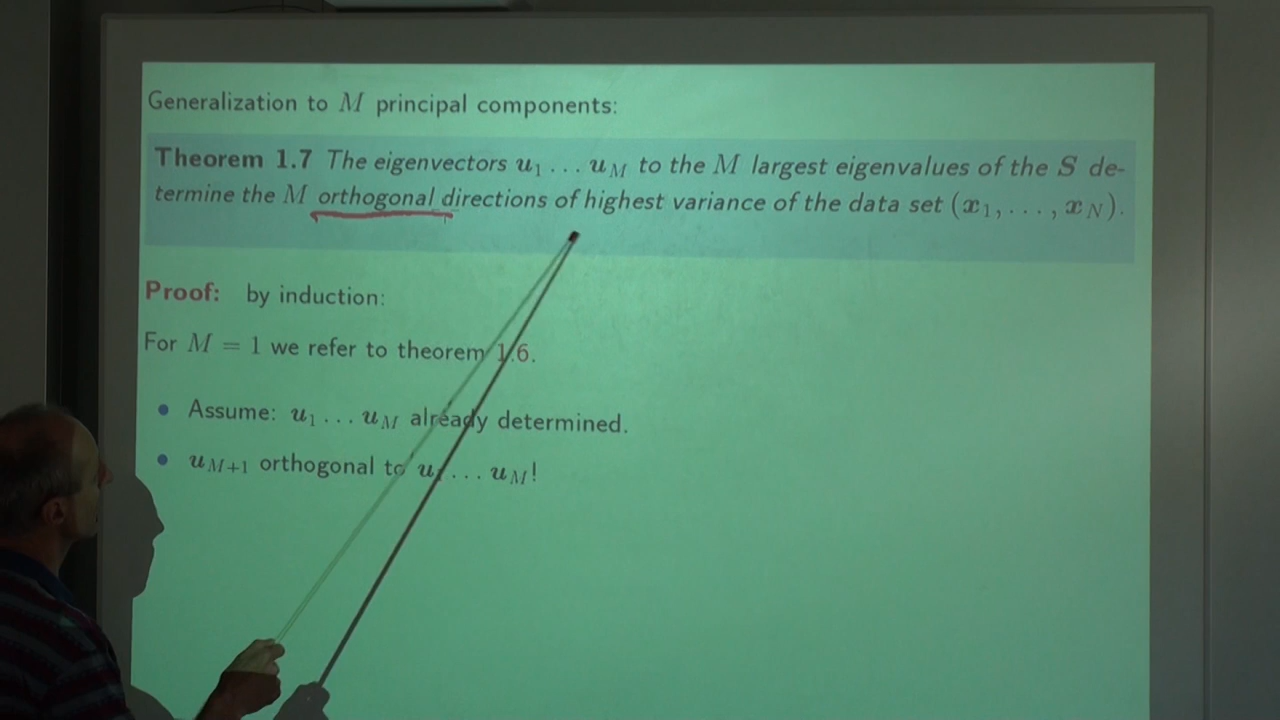 Generalization to M principal components:
Theorem 1.7 The eigenvectors u₁ ... u_M to the M largest eigenvalues of the S de-
termine the M orthogonal directions of highest variance of the data set (x₁, ..., x_N).
Proof: by induction:
For M = 1 we refer to theorem 1.6.
• Assume: u₁ ... u_M already determined.
• u_{M+1} orthogonal to u₁ ... u_M!